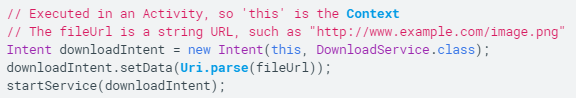 // Executed in an Activity, so 'this' is the Context
// The fileUrl is a string URL, such as "http://www.example.com/image.png"
Intent downloadIntent = new Intent(this, DownloadService.class);
downloadIntent.setData(Uri.parse(fileUrl));
startService(downloadIntent);